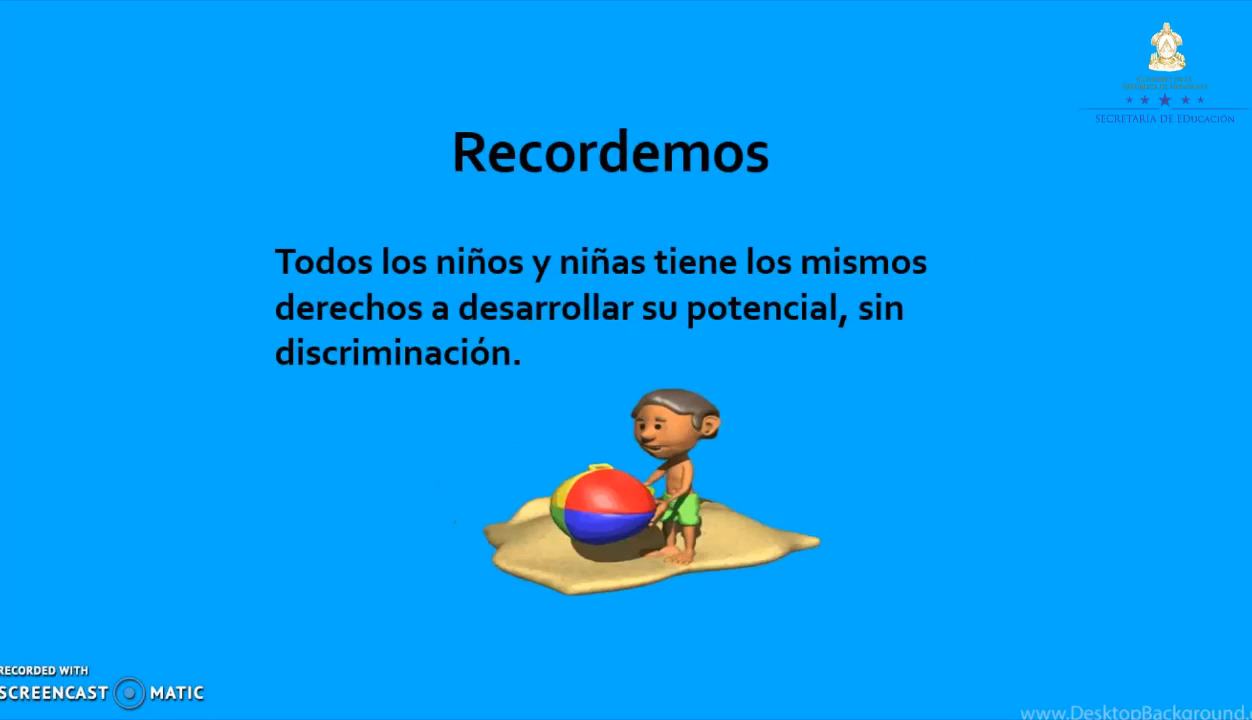 SECRETARÍA DE EDUCACIÓN
Recordemos
Todos los niños y niñas tiene los mismos
derechos a desarrollar su potencial, sin
discriminación.
RECORDED WITH
SCREENCAST MATIC
www.DesktopBackground.